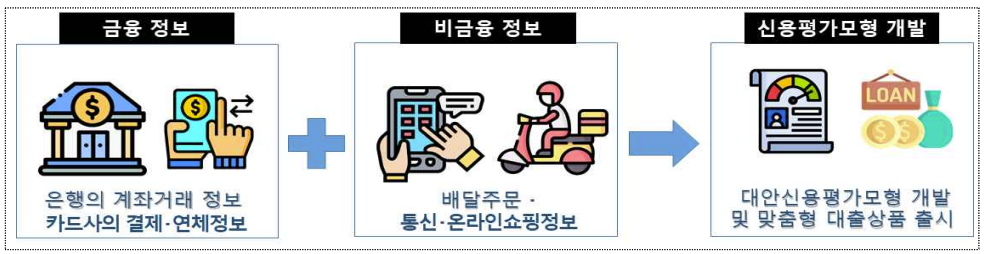 금융 정보
은행의 계좌거래 정보
카드사의 결제·연체정보
비금융 정보
배달주문 ·
통신·온라인쇼핑정보
신용평가모형 개발
LOAN
대안신용평가모형 개발
및 맞춤형 대출상품 출시